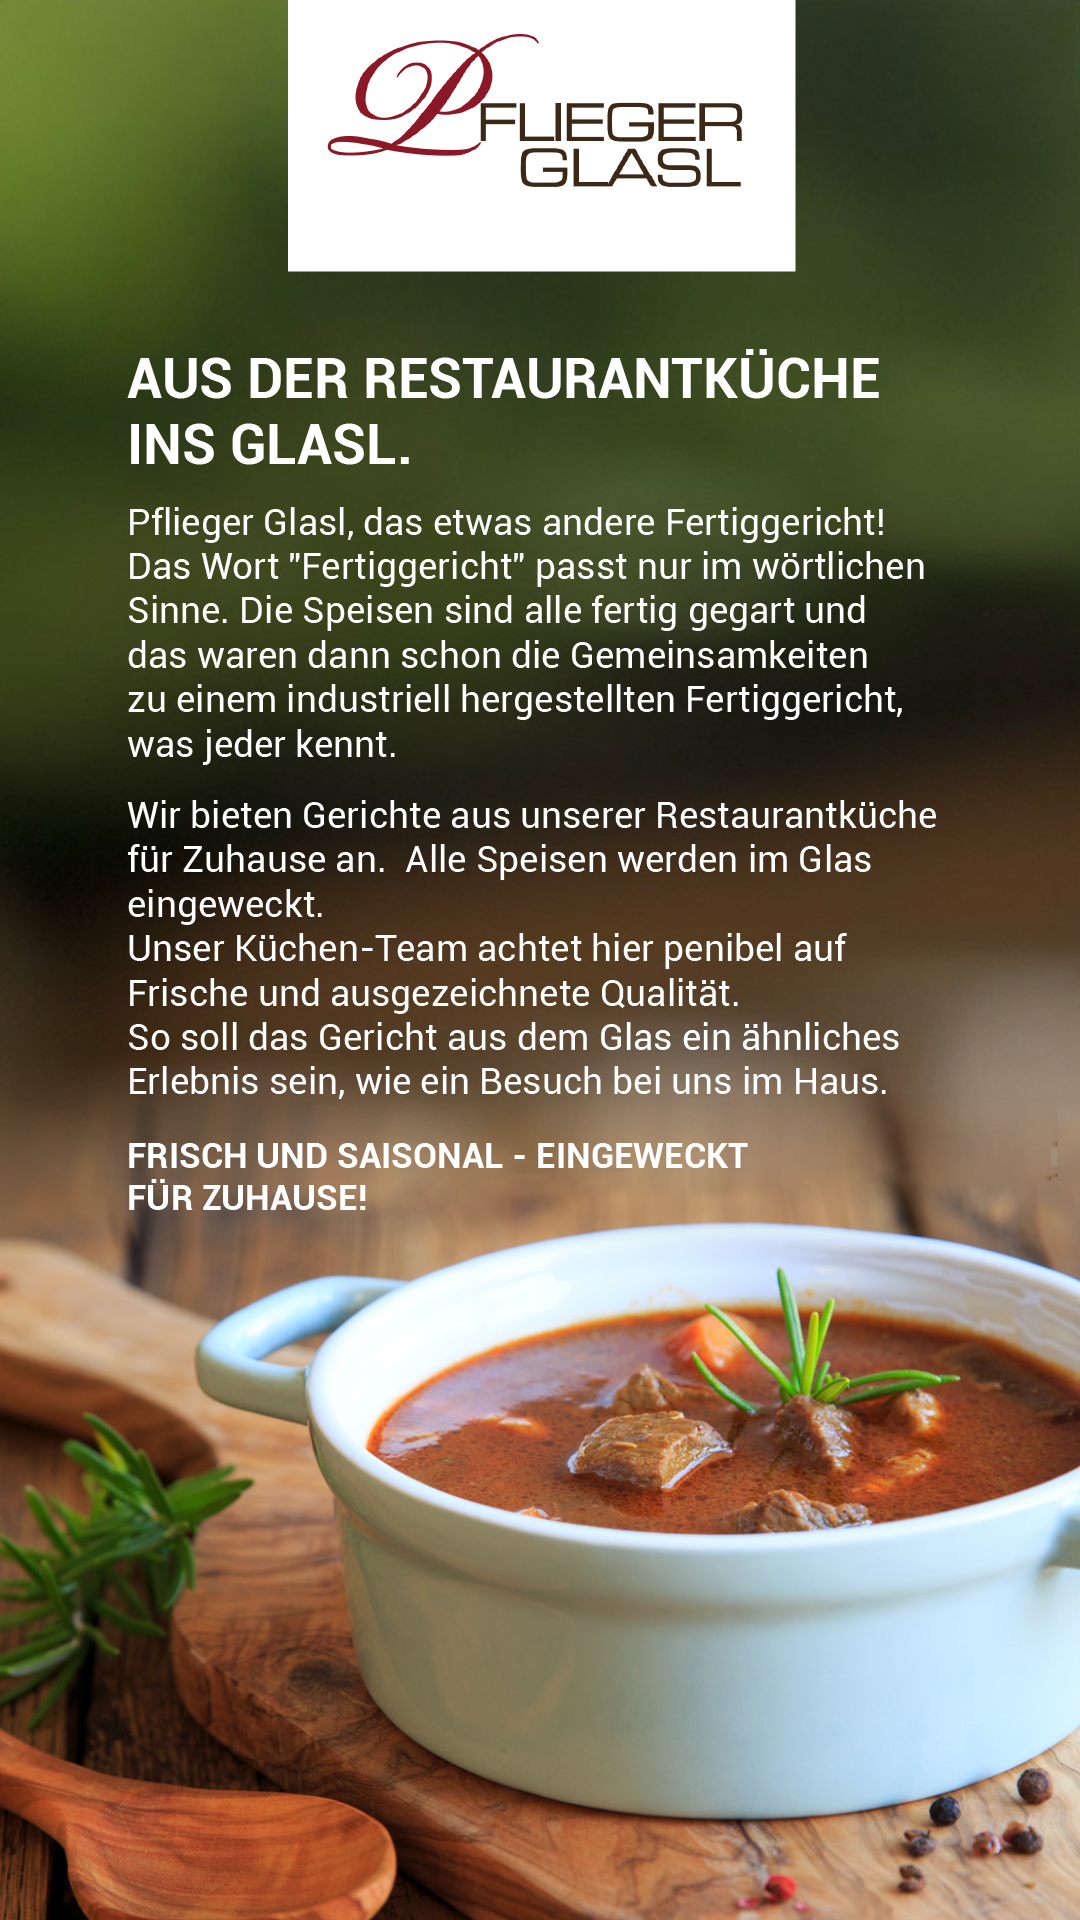 PFLIEGER
GLASL
AUS DER RESTAURANTKÜCHE
INS GLASL.
Pflieger Glasl, das etwas andere Fertiggericht!
Das Wort "Fertiggericht" passt nur im wörtlichen
Sinne. Die Speisen sind alle fertig gegart und
das waren dann schon die Gemeinsamkeiten
zu einem industriell hergestellten Fertiggericht,
was jeder kennt.
Wir bieten Gerichte aus unserer Restaurantküche
für Zuhause an.  Alle Speisen werden im Glas
eingeweckt.
Unser Küchen-Team achtet hier penibel auf
Frische und ausgezeichnete Qualität.
So soll das Gericht aus dem Glas ein ähnliches
Erlebnis sein, wie ein Besuch bei uns im Haus.
FRISCH UND SAISONAL - EINGEWECKT
FÜR ZUHAUSE!